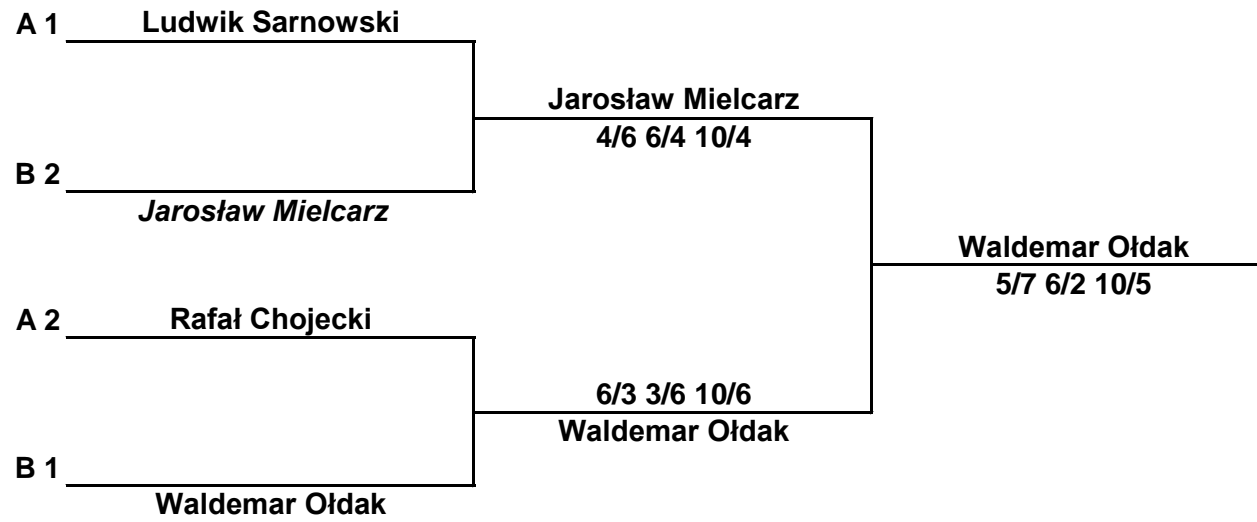 A 1 Ludwik Sarnowski
Jarosław Mielcarz
4/6 6/4 10/4
B 2
Jarosław Mielcarz
Waldemar Ołdak
5/7 6/2 10/5
A 2 Rafał Chojecki
6/3 3/6 10/6
Waldemar Ołdak
B 1
Waldemar Ołdak